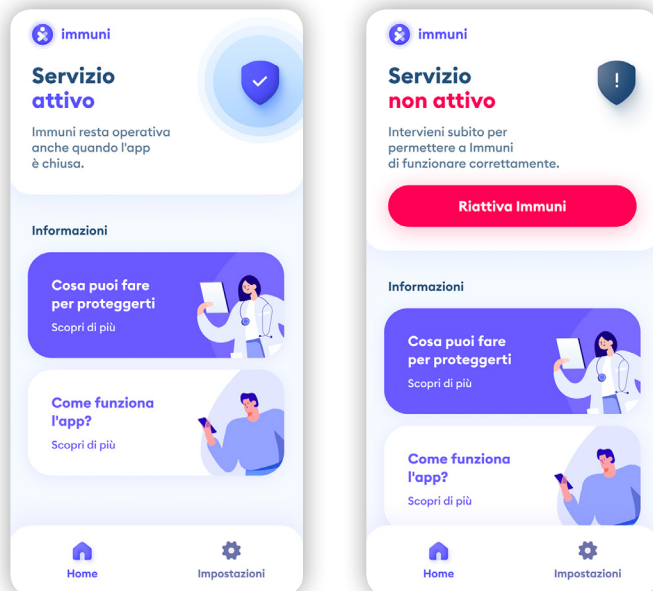 immuni
Servizio
attivo
Immuni resta operativa
anche quando l'app
è chiusa.
Informazioni
Cosa puoi fare
per proteggerti
Scopri di più
Come funziona
l'app?
Scopri di più
Home
Impostazioni
immuni
Servizio
non attivo
Intervieni subito per
permettere a Immuni
di funzionare correttamente.
Riattiva Immuni
Informazioni
Cosa puoi fare
per proteggerti
Scopri di più
Come funziona
l'app?
Scopri di più
Home
Impostazioni